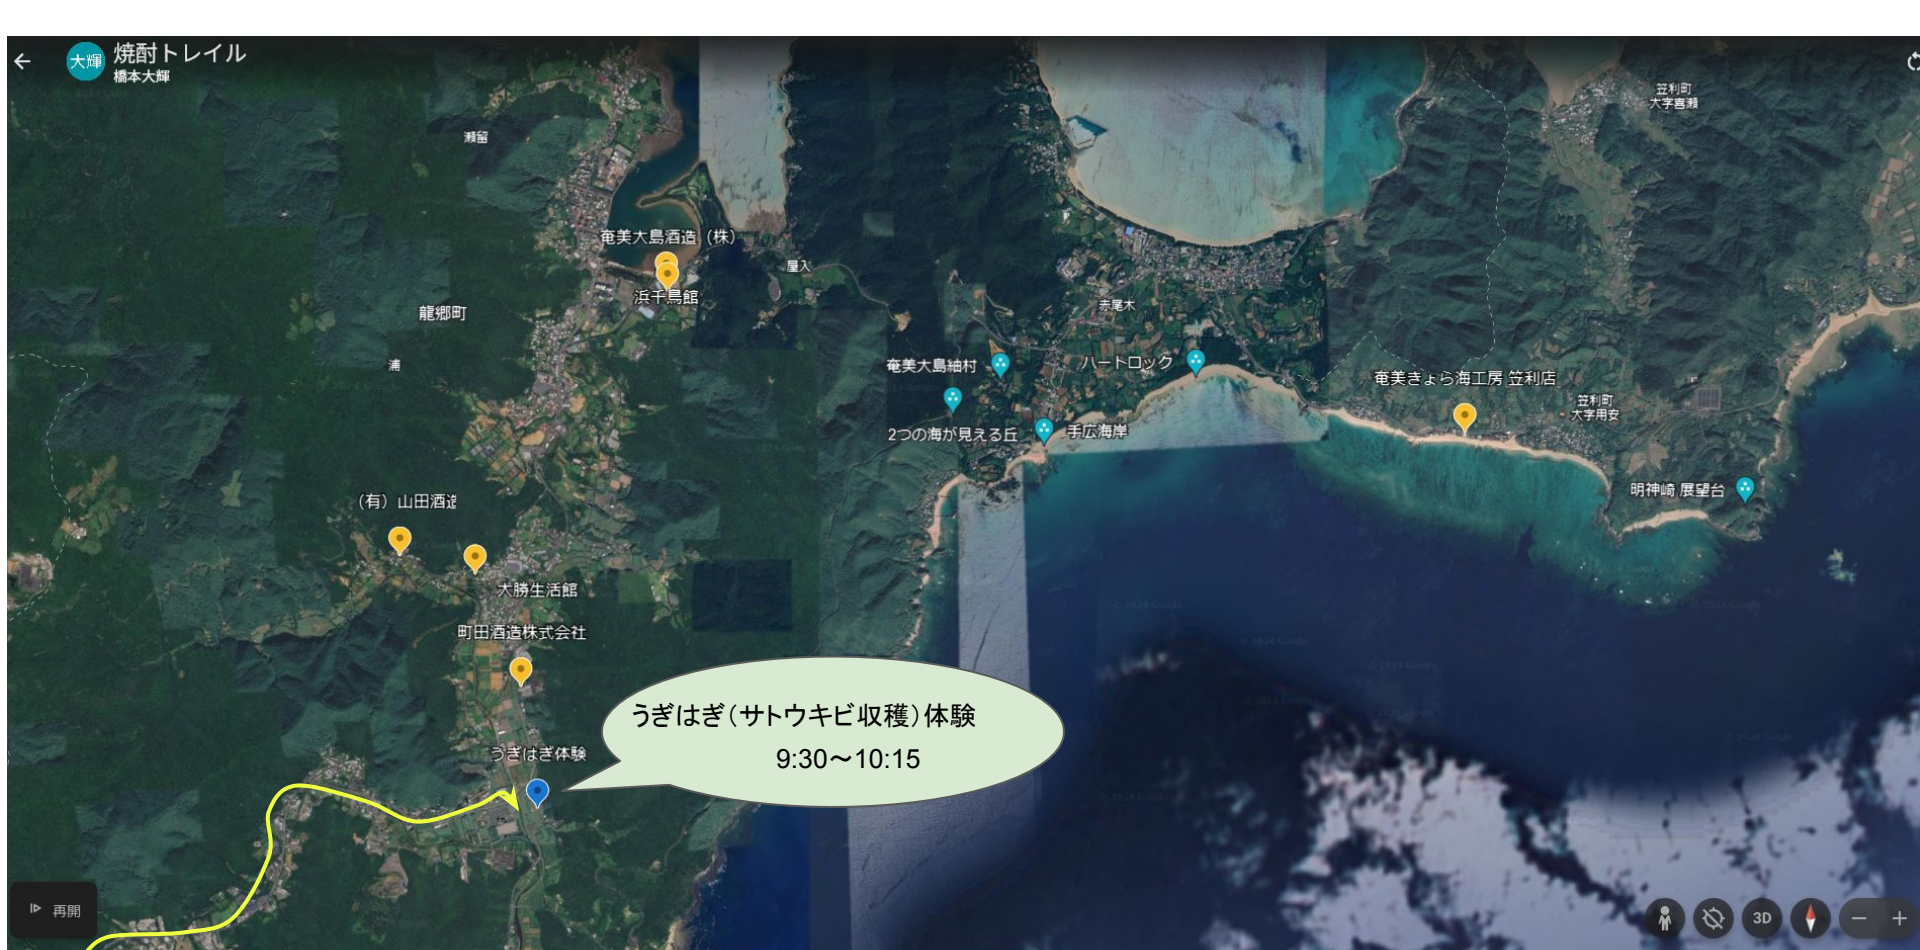 大輝
焼酎トレイル
橋本大輝
笠利町
大字喜瀬
瀬留
奄美大島酒造（株）
屋入
浜千鳥館
龍郷町
赤尾木
浦
奄美大島紬村
ハートロック
奄美きょら海工房 笠利店
笠利町
大字用安
2つの海が見える丘
手広海岸
明神崎 展望台
（有）山田酒造
大勝生活館
町田酒造株式会社
うぎはぎ（サトウキビ収穫）体験
9:30～10:15
うぎはぎ体験
再開
3D